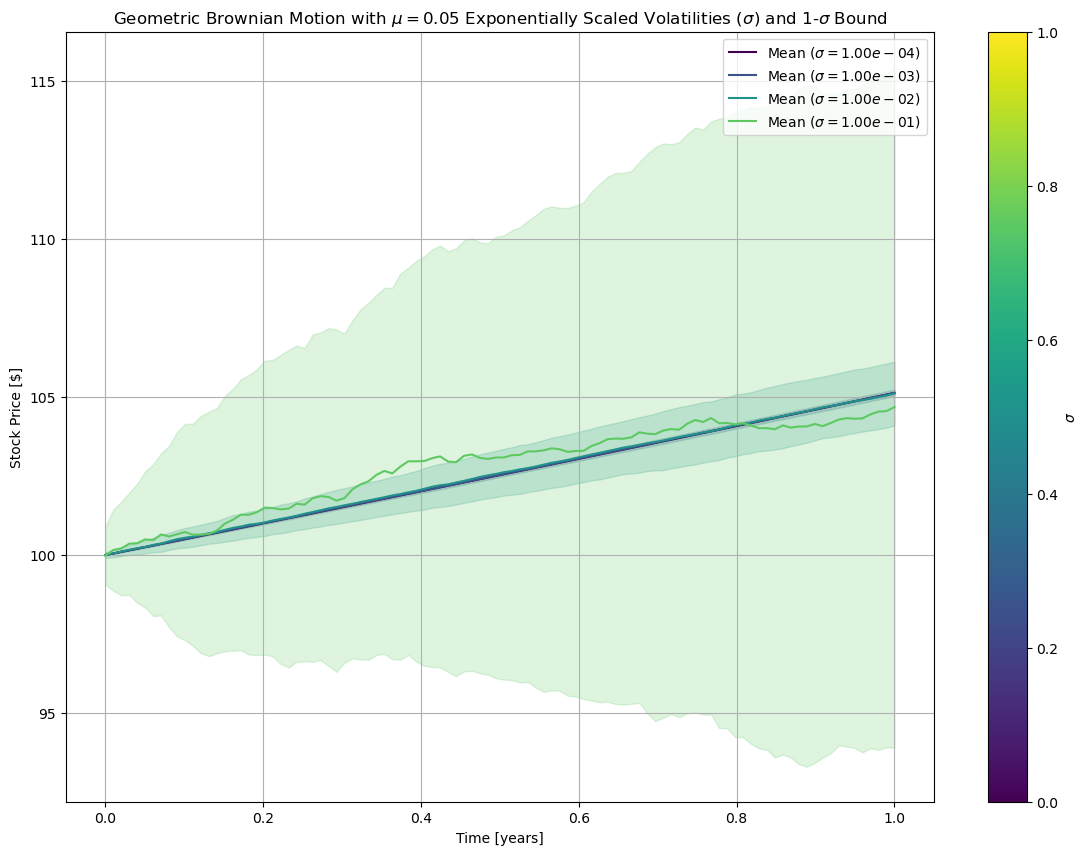 Geometric Brownian Motion with μ = 0.05 Exponentially Scaled Volatilities (σ) and 1-σ Bound
Mean (σ = 1.00e − 04)
Mean (σ = 1.00e − 03)
Mean (σ = 1.00e − 02)
Mean (σ = 1.00e − 01)
115
110
105
100
95
Stock Price [$]
0.0
0.2
0.4
0.6
0.8
1.0
Time [years]
1.0
0.8
0.6
0.4
0.2
0.0
σ